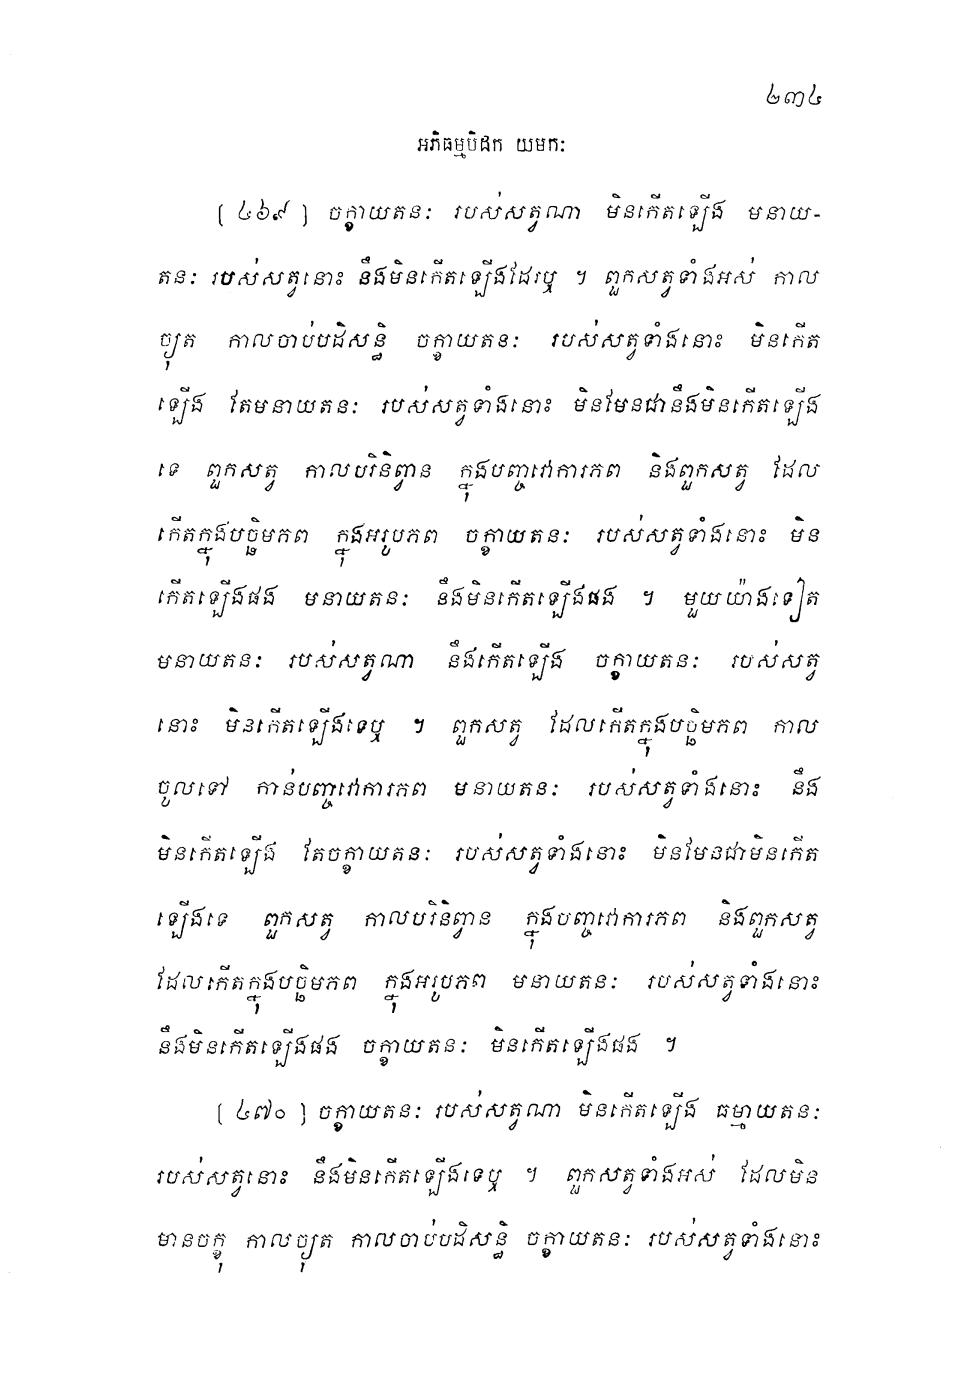 ២៣៤
អភិធម្មបិដក យមកៈ
[ ៤៦៩ ] ចក្ខាយតនៈ របស់សត្វណា មិនកើតឡើង មនាយ-
តនៈ របស់សត្វនោះ នឹងមិនកើតឡើងដែរឬ ។ ពួកសត្វទាំងអស់ កាល
ច្យុត កាលចាប់បដិសន្ធិ ចក្ខាយតនៈ របស់សត្វទាំងនោះ មិនកើត
ឡើង តែមនាយតនៈ របស់សត្វទាំងនោះ មិនមែនជានឹងមិនកើតឡើង
ទេ ពួកសត្វ កាលបរិនិព្វាន ក្នុងបញ្ចវោការភព និងពួកសត្វ ដែល
កើតក្នុងបច្ឆិមភព ក្នុងអរូបភព ចក្ខាយតនៈ របស់សត្វទាំងនោះ មិន
កើតឡើងផង មនាយតនៈ នឹងមិនកើតឡើងផង ។ មួយយ៉ាងទៀត
មនាយតនៈ របស់សត្វណា នឹងកើតឡើង ចក្ខាយតនៈ របស់សត្វ
នោះ មិនកើតឡើងទេឬ ។ ពួកសត្វ ដែលកើតក្នុងបច្ឆិមភព កាល
ចូលទៅ កាន់បញ្ចវោការភព មនាយតនៈ របស់សត្វទាំងនោះ នឹង
មិនកើតឡើង តែចក្ខាយតនៈ របស់សត្វទាំងនោះ មិនមែនជាមិនកើត
ឡើងទេ ពួកសត្វ កាលបរិនិព្វាន ក្នុងបញ្ចវោការភព និងពួកសត្វ
ដែលកើតក្នុងបច្ឆិមភព ក្នុងអរូបភព មនាយតនៈ របស់សត្វទាំងនោះ
នឹងមិនកើតឡើងផង ចក្ខាយតនៈ មិនកើតឡើងផង ។
[ ៤៧០ ] ចក្ខាយតនៈ របស់សត្វណា មិនកើតឡើង ធម្មាយតនៈ
របស់សត្វនោះ នឹងមិនកើតឡើងទេឬ ។ ពួកសត្វទាំងអស់ ដែលមិន
មានចក្ខុ កាលច្យុត កាលចាប់បដិសន្ធិ ចក្ខាយតនៈ របស់សត្វទាំងនោះ